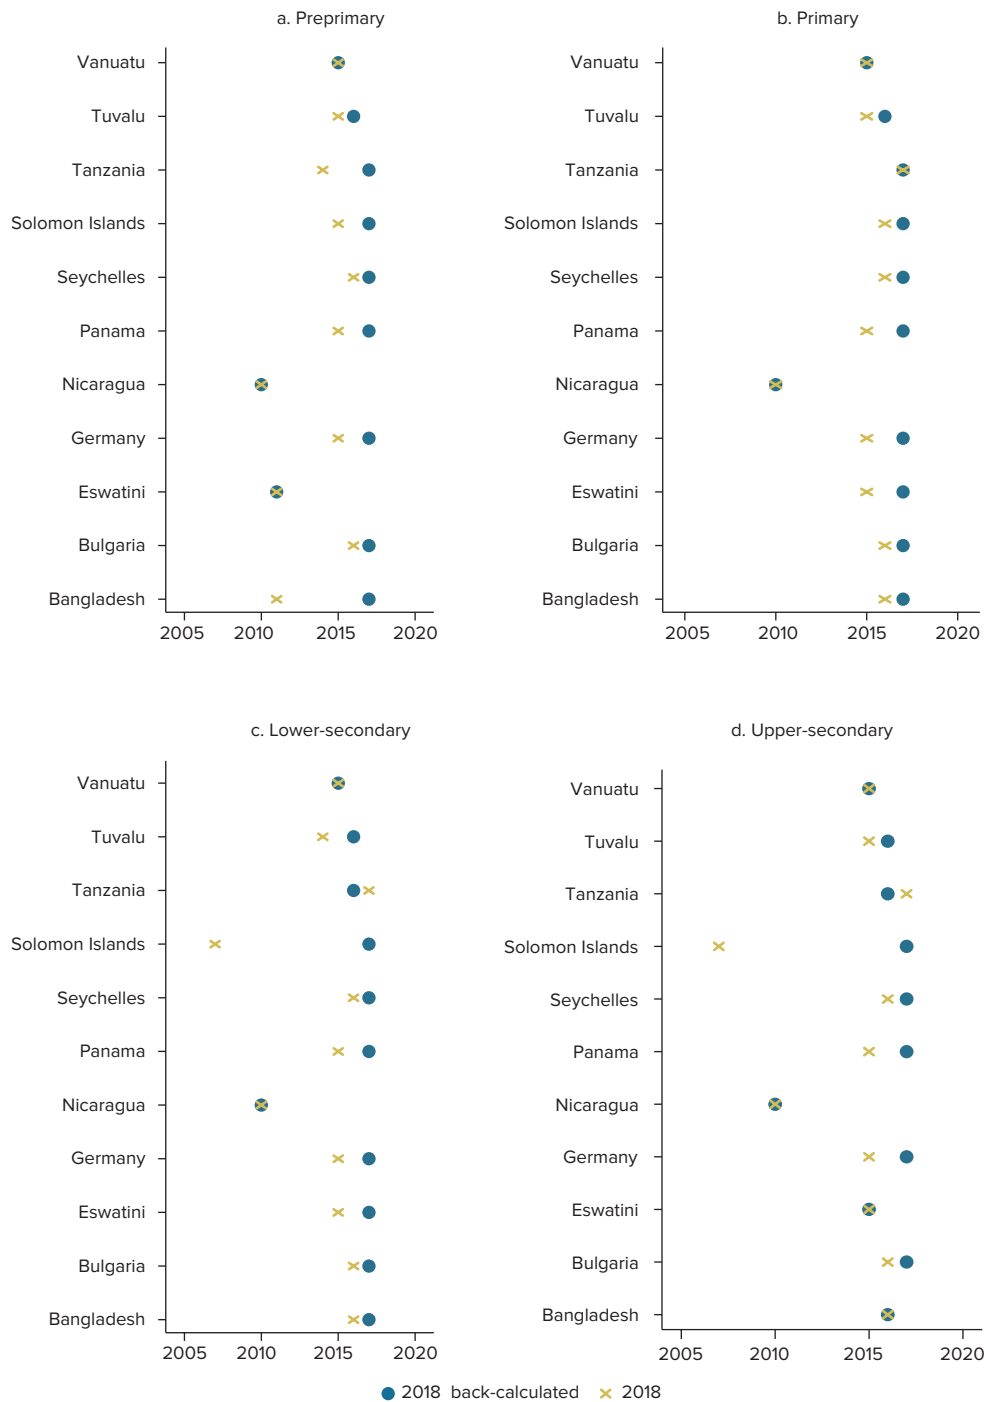 a. Preprimary
Vanuatu
Tuvalu
Tanzania
Solomon Islands
Seychelles
Panama
Nicaragua
Germany
Eswatini
Bulgaria
Bangladesh
2005 2010 2015 2020
b. Primary
Vanuatu
Tuvalu
Tanzania
Solomon Islands
Seychelles
Panama
Nicaragua
Germany
Eswatini
Bulgaria
Bangladesh
2005 2010 2015 2020
c. Lower-secondary
Vanuatu
Tuvalu
Tanzania
Solomon Islands
Seychelles
Panama
Nicaragua
Germany
Eswatini
Bulgaria
Bangladesh
2005 2010 2015 2020
d. Upper-secondary
Vanuatu
Tuvalu
Tanzania
Solomon Islands
Seychelles
Panama
Nicaragua
Germany
Eswatini
Bulgaria
Bangladesh
2005 2010 2015 2020
2018 back-calculated 2018